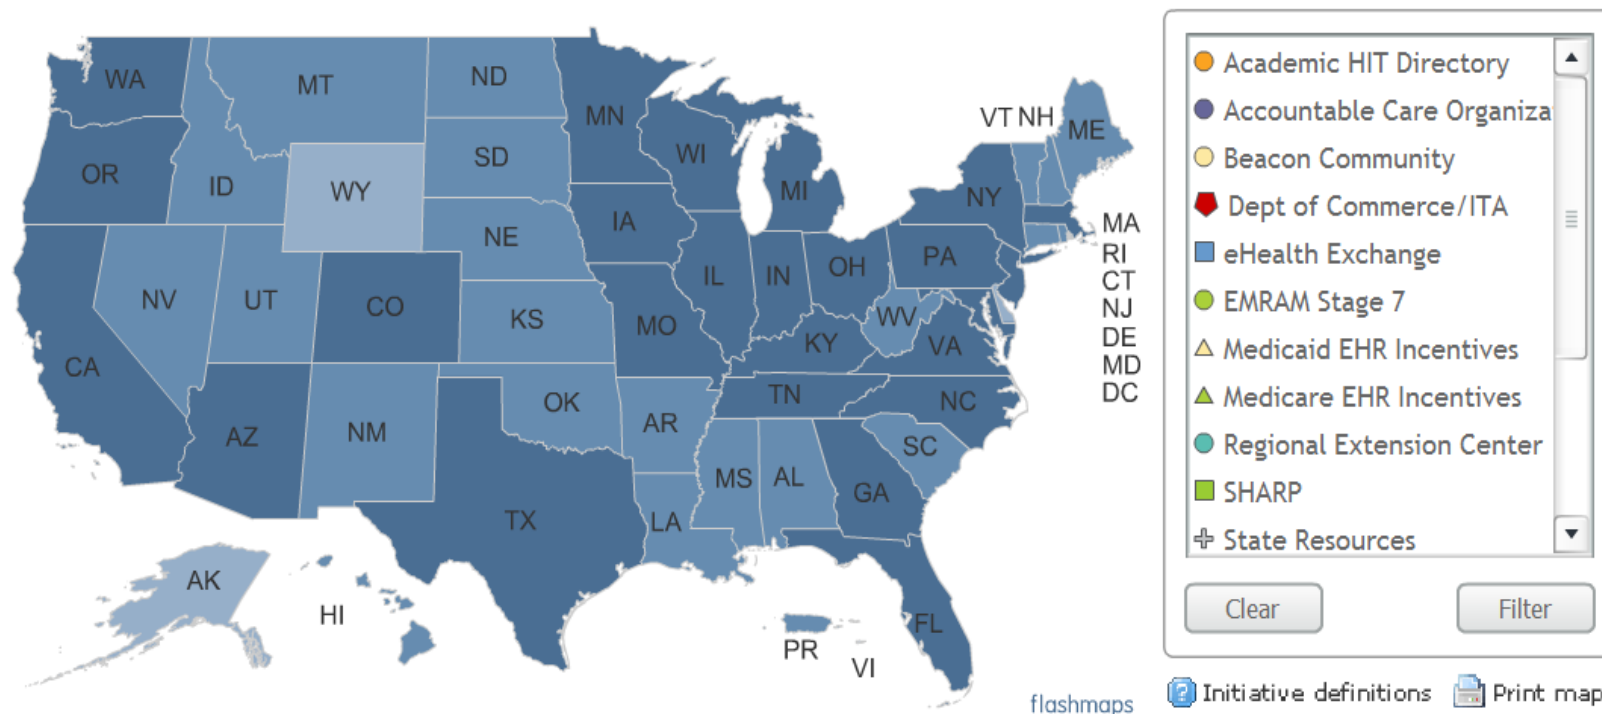 WA
MT
ND
MN
VT NH
ME
OR
ID
WY
SD
WI
MI
NY
IA
NE
MA
RI
CT
NJ
DE
MD
DC
NV
UT
CO
KS
MO
IL
IN
OH
PA
WV
VA
KY
CA
AZ
NM
OK
AR
TN
NC
SC
MS
AL
GA
TX
LA
FL
AK
HI
PR
VI
flashmaps
Academic HIT Directory
Accountable Care Organiza
Beacon Community
Dept of Commerce/ITA
eHealth Exchange
EMRAM Stage 7
Medicaid EHR Incentives
Medicare EHR Incentives
Regional Extension Center
SHARP
State Resources
Clear
Filter
? Initiative definitions
Print map